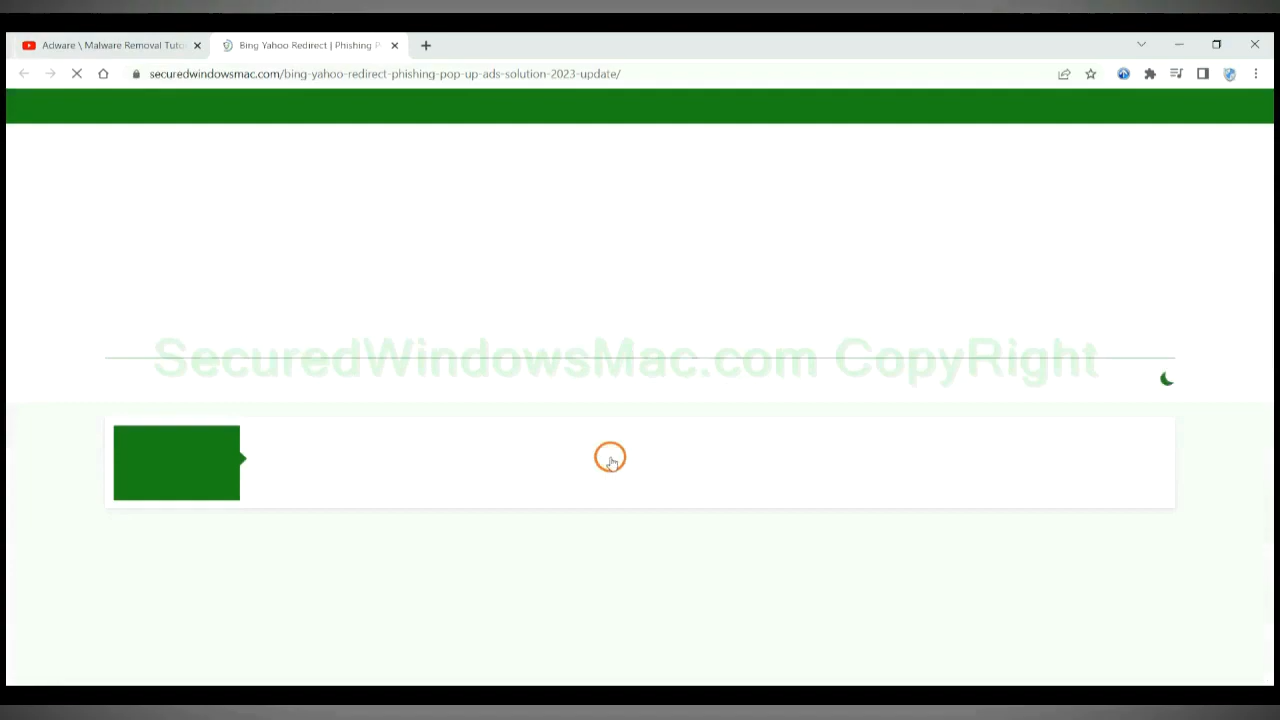 Adware \ Malware Removal Tuto
Bing Yahoo Redirect | Phishing P
securedwindowsmac.com/bing-yahoo-redirect-phishing-pop-up-ads-solution-2023-update/
SecuredWindowsMac.com CopyRight